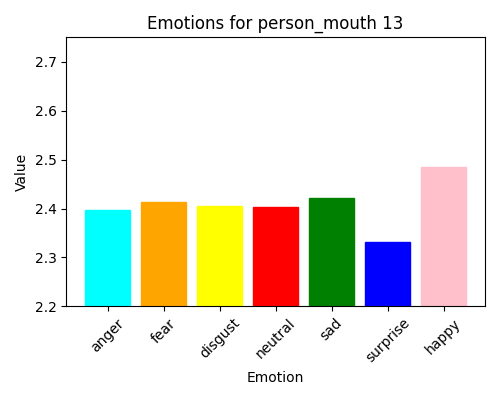 Emotions for person_mouth 13
Value
2.7
2.6
2.5
2.4
2.3
2.2
anger
fear
disgust
neutral
sad
surprise
happy
Emotion